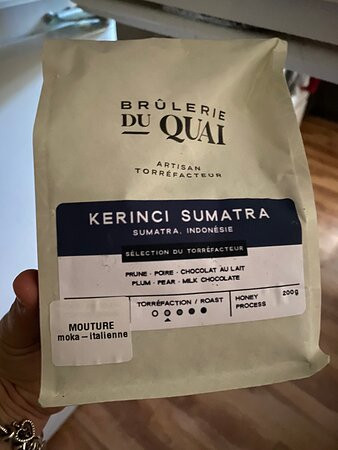 BRÛLERIE
DU QUAI
ARTISAN
TORRÉFACTEUR
KERINCI SUMATRA
SUMATRA, INDONÉSIE
SÉLECTION DU TORRÉFACTEUR
PRUNE · POIRE · CHOCOLAT AU LAIT
PLUM · PEAR · MILK CHOCOLATE
TORRÉFACTION / ROAST
HONEY
PROCESS
200g
MOUTURE
moka – italienne